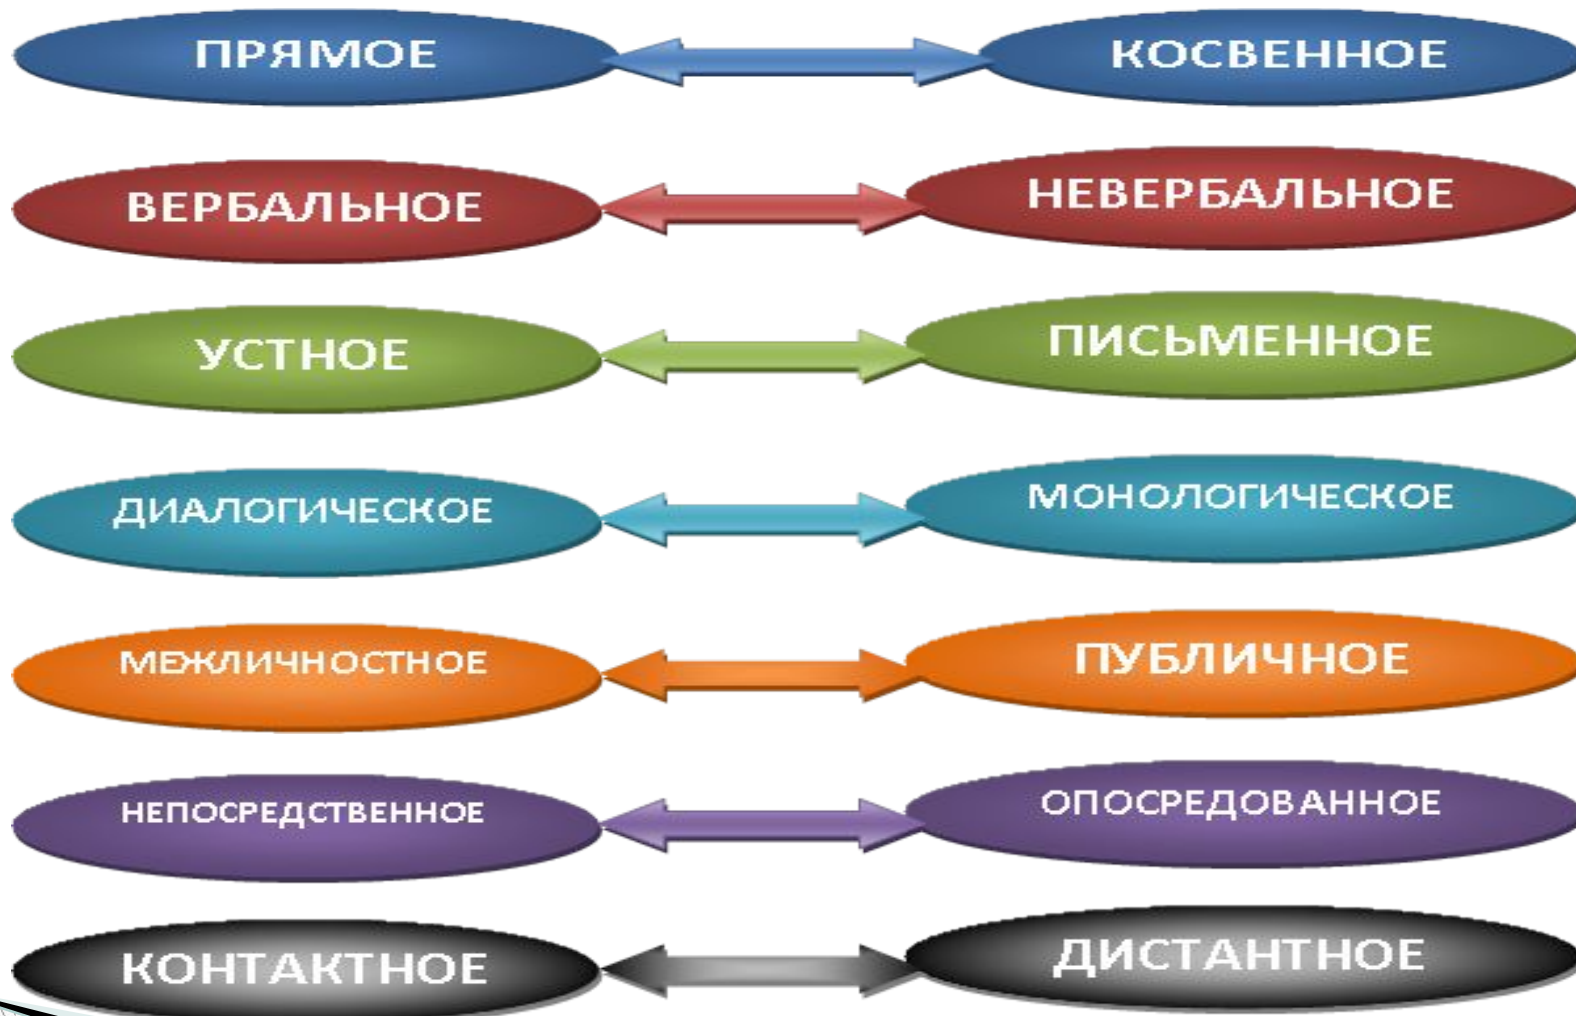 ПРЯМОЕ КОСВЕННОЕ
ВЕРБАЛЬНОЕ НЕВЕРБАЛЬНОЕ
УСТНОЕ ПИСЬМЕННОЕ
ДИАЛОГИЧЕСКОЕ МОНОЛОГИЧЕСКОЕ
МЕЖЛИЧНОСТНОЕ ПУБЛИЧНОЕ
НЕПОСРЕДСТВЕННОЕ ОПОСРЕДОВАННОЕ
КОНТАКТНОЕ ДИСТАНТНОЕ